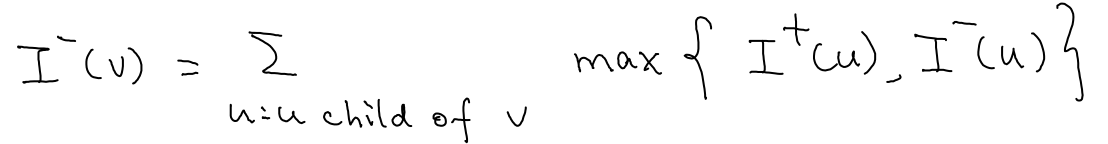 I⁻(v) = Σ max { I⁺(u), I⁻(u) }
u:u child of v